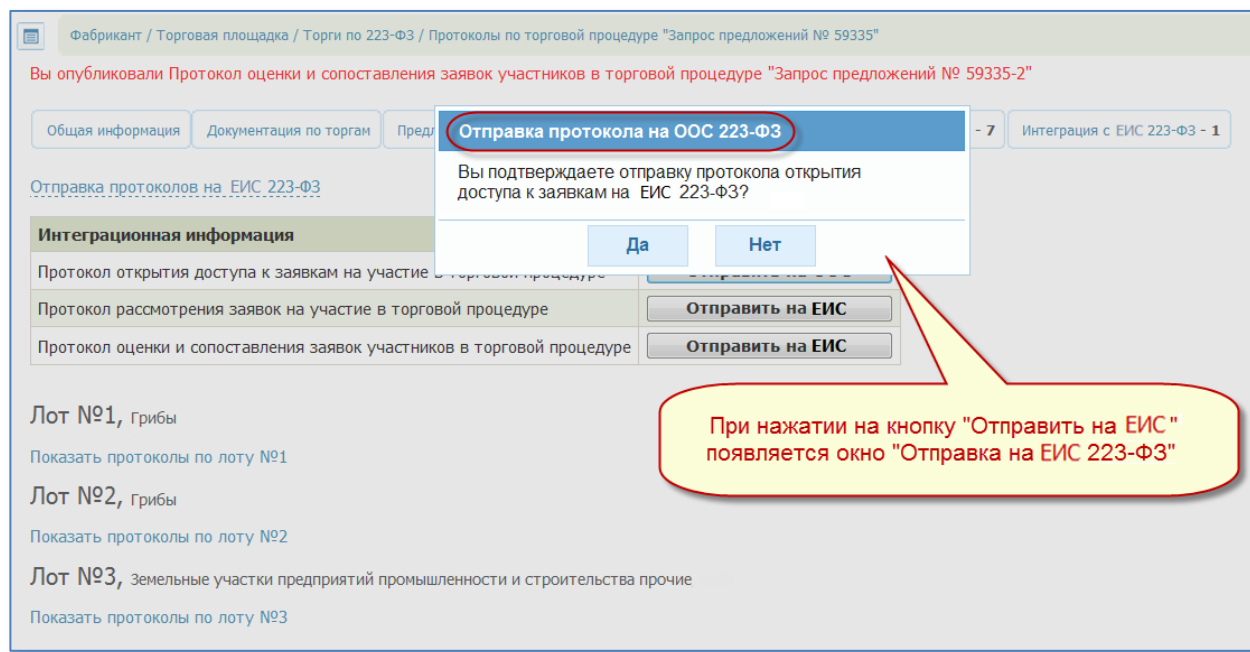 Фабрикант / Торговая площадка / Торги по 223-ФЗ / Протоколы по торговой процедуре "Запрос предложений № 59335"
Вы опубликовали Протокол оценки и сопоставления заявок участников в торговой процедуре "Запрос предложений № 59335-2"
Общая информация Документация по торгам Предл - 7 Интеграция с ЕИС 223-ФЗ - 1
Отправка протокола на ООС 223-ФЗ
Вы подтверждаете отправку протокола открытия
доступа к заявкам на ЕИС 223-ФЗ?
Да Нет
Отправка протоколов на ЕИС 223-ФЗ
Интеграционная информация
Протокол открытия доступа к заявкам на участие в торговой процедуре Отправить на ООС
Протокол рассмотрения заявок на участие в торговой процедуре Отправить на ЕИС
Протокол оценки и сопоставления заявок участников в торговой процедуре Отправить на ЕИС
При нажатии на кнопку "Отправить на ЕИС"
появляется окно "Отправка на ЕИС 223-ФЗ"
Лот №1, Грибы
Показать протоколы по лоту №1
Лот №2, Грибы
Показать протоколы по лоту №2
Лот №3, Земельные участки предприятий промышленности и строительства прочие
Показать протоколы по лоту №3